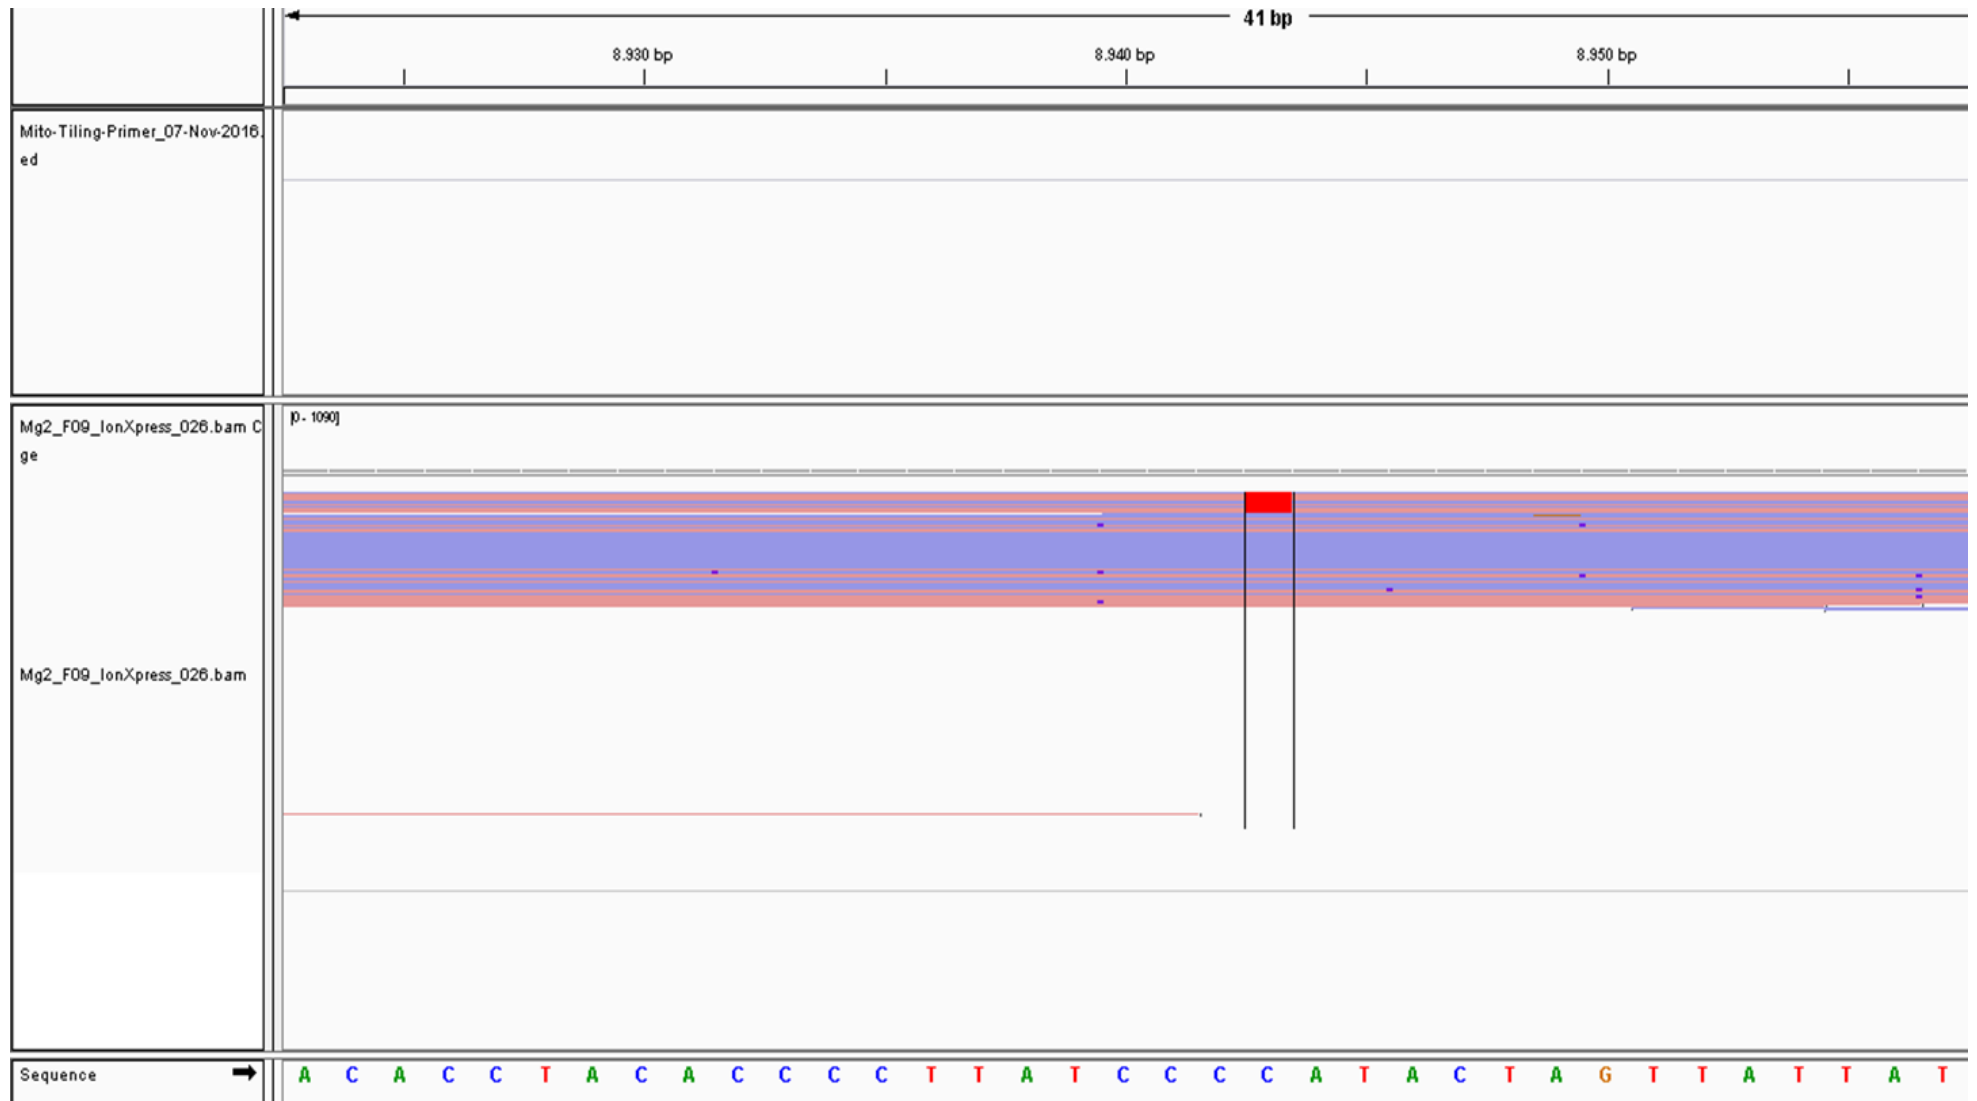 41 bp
8.930 bp 8.940 bp 8.950 bp
Mito-Tiling-Primer_07-Nov-2016.
ed
Mg2_F09_IonXpress_026.bam C
ge
[0 - 1090]
Mg2_F09_IonXpress_026.bam
Sequence A C A C C T A C A C C C C T T A T C C C C A T A C T A G T T A T T A T